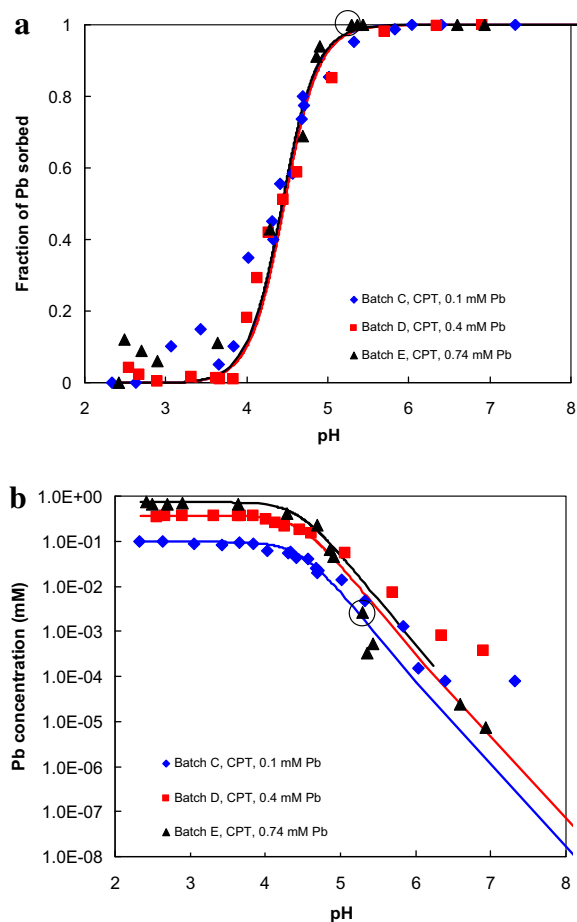 a
1
0.8
0.6
0.4
0.2
0
Fraction of Pb sorbed
Batch C, CPT, 0.1 mM Pb
Batch D, CPT, 0.4 mM Pb
Batch E, CPT, 0.74 mM Pb
2 3 4 5 6 7 8
pH
b
1.0E+00
1.0E-01
1.0E-02
1.0E-03
1.0E-04
1.0E-05
1.0E-06
1.0E-07
1.0E-08
Pb concentration (mM)
Batch C, CPT, 0.1 mM Pb
Batch D, CPT, 0.4 mM Pb
Batch E, CPT, 0.74 mM Pb
2 3 4 5 6 7 8
pH